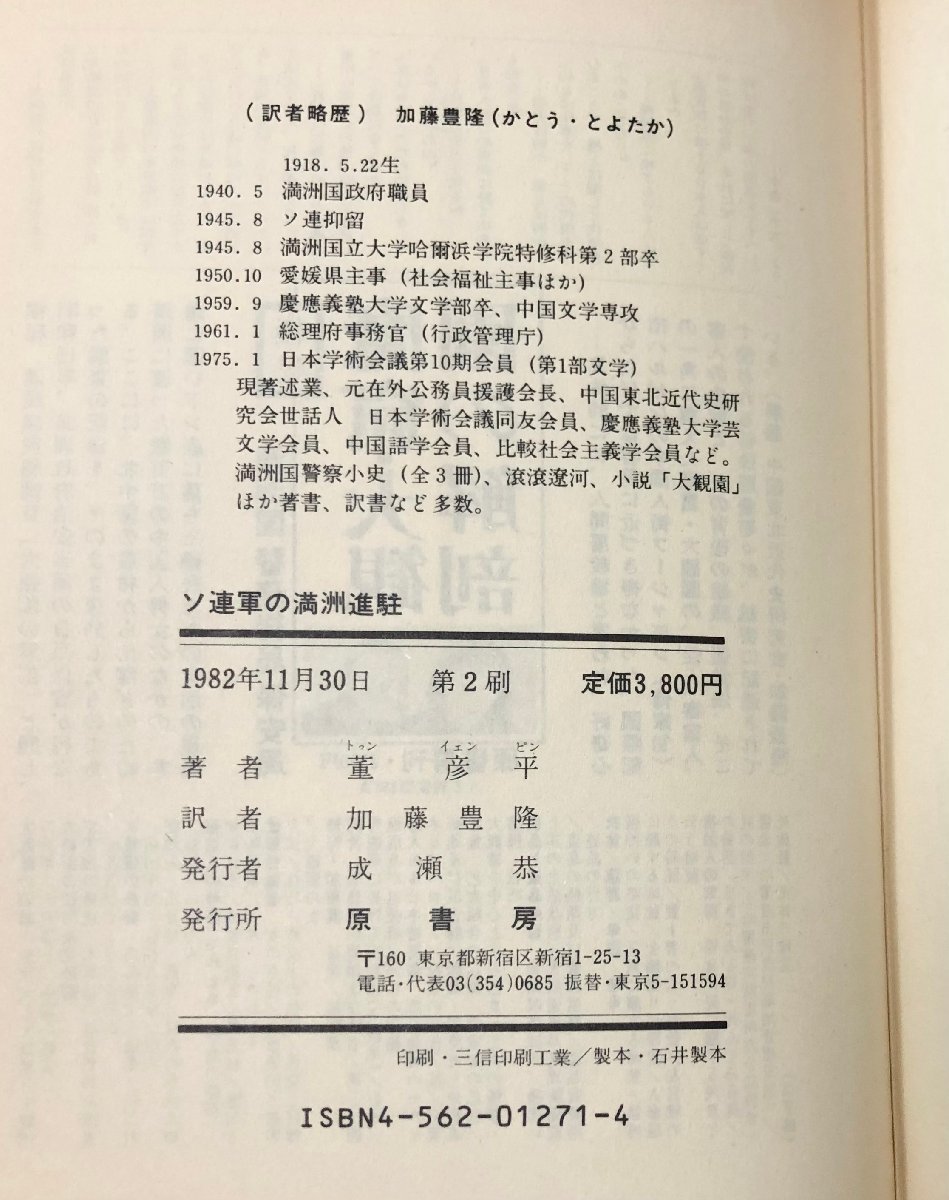 (訳者略歴) 加藤豊隆(かとう・とよたか)
1918. 5.22生
1940. 5 満洲国政府職員
1945. 8 ソ連抑留
1945. 8 満洲国立大学哈爾浜学院特修科第2部卒
1950.10 愛媛県主事 (社会福祉主事ほか)
1959. 9 慶應義塾大学文学部卒、中国文学専攻
1961. 1 総理府事務官 (行政管理庁)
1975. 1 日本学術会議第10期会員 (第1部文学)
現著述業、元在外公務員援護会長、中国東北近代史研
究会世話人 日本学術会議同友会員、慶應義塾大学芸
文学会員、中国語学会員、比較社会主義学会員など。
満洲国警察小史 (全3冊)、滾滾遼河、小説「大観園」
ほか著書、訳書など多数。
ソ連軍の満洲進駐
1982年11月30日 第2刷 定価3,800円
トゥン イェン ピン
著者 董彦平
訳者 加藤豊隆
発行者 成瀬恭
発行所 原書房
〒160 東京都新宿区新宿1-25-13
電話・代表03(354)0685 振替・東京5-151594
印刷・三信印刷工業/製本・石井製本
ISBN4-562-01271-4